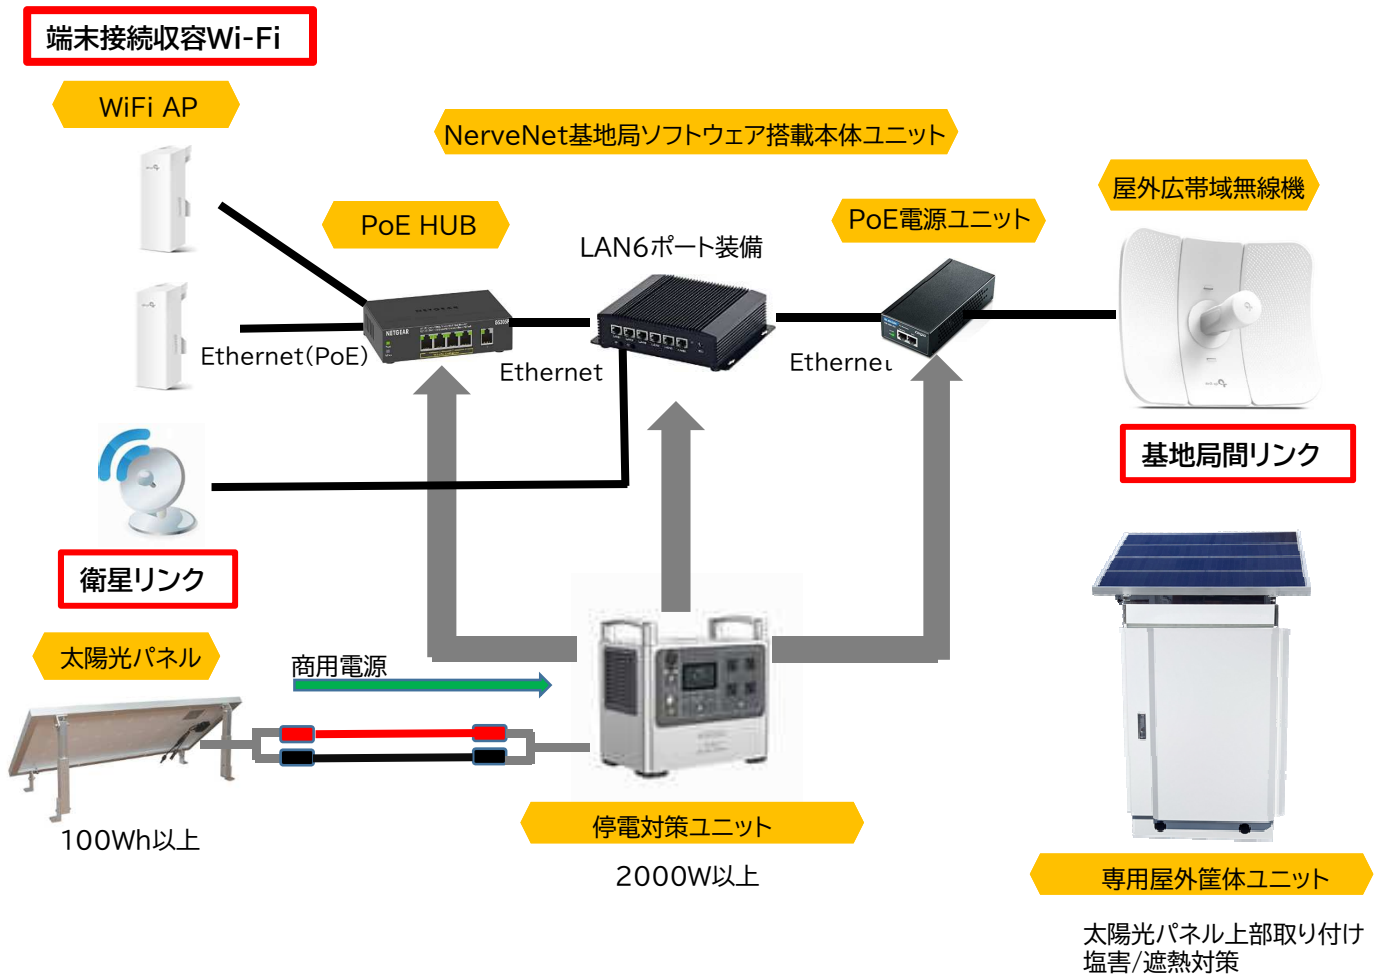 端末接続収容Wi-Fi
WiFi AP
NerveNet基地局ソフトウェア搭載本体ユニット
屋外広帯域無線機
PoE HUB
PoE電源ユニット
LAN6ポート装備
NETGEAR
Ethernet(PoE)
Ethernet
Ethernet
基地局間リンク
衛星リンク
太陽光パネル
商用電源
100Wh以上
停電対策ユニット
2000W以上
専用屋外筐体ユニット
太陽光パネル上部取り付け
塩害/遮熱対策